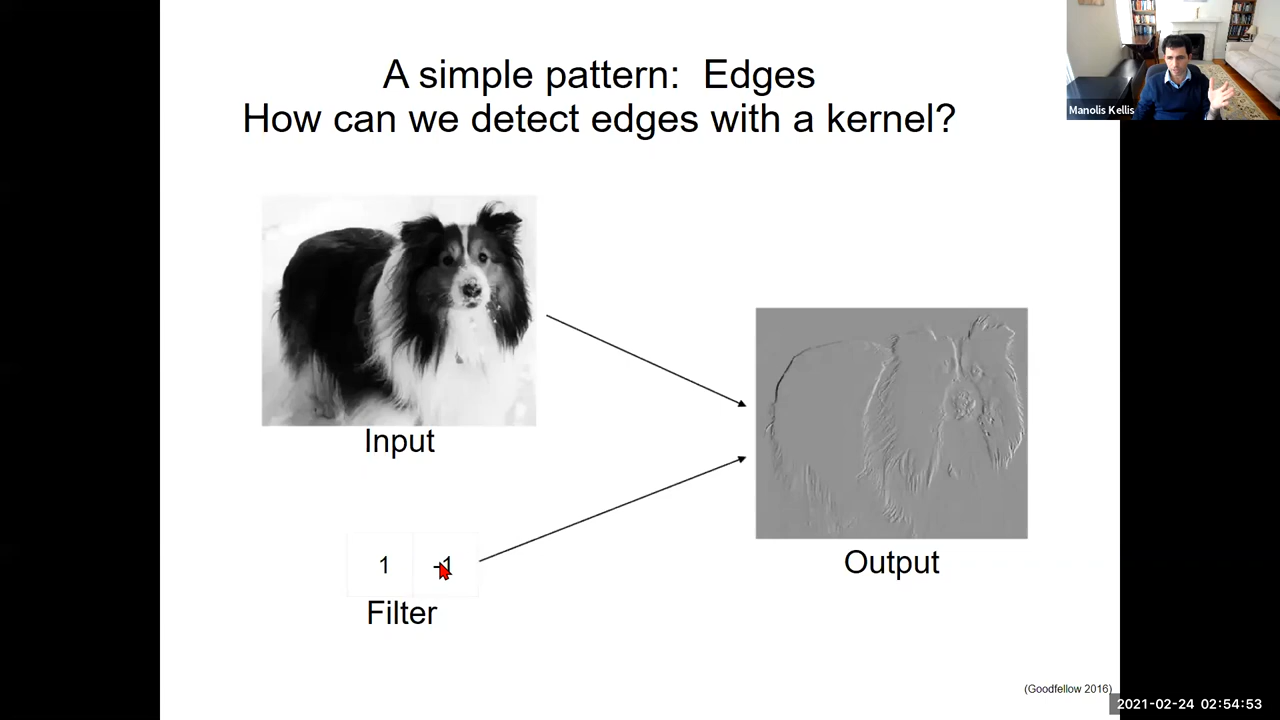 A simple pattern:  Edges
How can we detect edges with a kernel?
Manolis Kellis
Input
1 -1
Filter
Output
(Goodfellow 2016)
2021-02-24 02:54:53